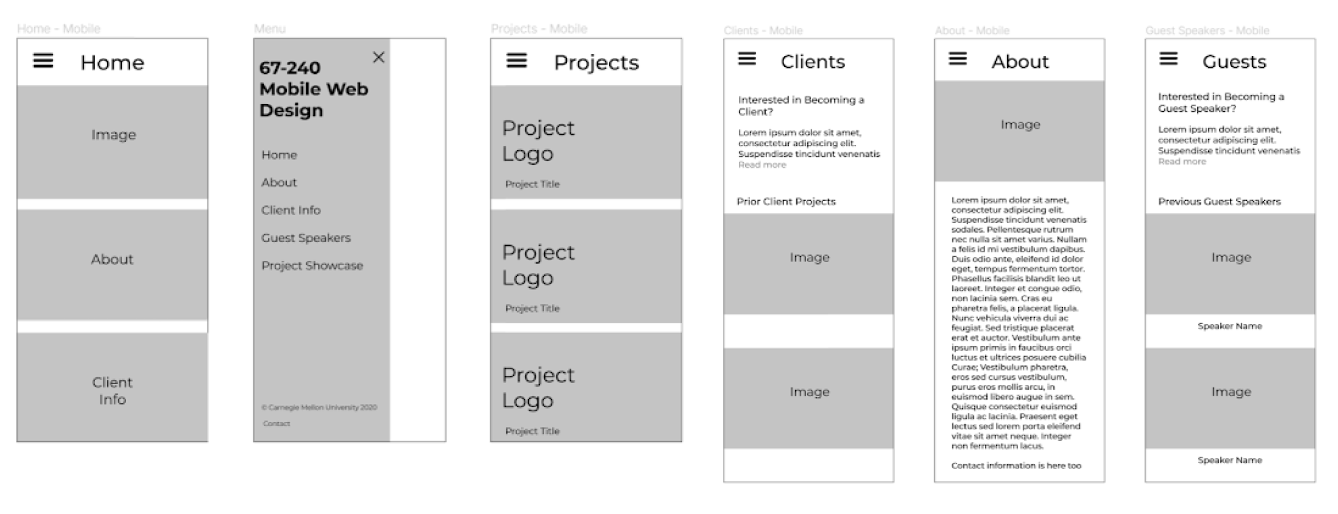 Home - Mobile
Home
Image
About
Client
Info
Menu
67-240
Mobile Web
Design
Home
About
Client Info
Guest Speakers
Project Showcase
© Carnegie Mellon University 2020
Contact
Projects - Mobile
Projects
Project
Logo
Project Title
Project
Logo
Project Title
Project
Logo
Project Title
Clients - Mobile
Clients
Interested in Becoming a
Client?
Lorem ipsum dolor sit amet,
consectetur adipiscing elit.
Suspendisse tincidunt venenatis
Read more
Prior Client Projects
Image
Image
About - Mobile
About
Image
Lorem ipsum dolor sit amet,
consectetur adipiscing elit.
Suspendisse tincidunt venenatis
sodales. Pellentesque rutrum
nec nulla sit amet varius. Nullam
a felis id mi vestibulum dapibus.
Duis odio ante, eleifend id dolor
eget, tempus fermentum tortor.
Phasellus facilisis blandit leo ut
laoreet. Integer et congue odio,
non lacinia sem. Cras eu
pharetra felis, a placerat ligula.
Nunc vehicula viverra dui ac
feugiat. Sed tristique placerat
erat et auctor. Vestibulum ante
ipsum primis in faucibus orci
luctus et ultrices posuere cubilia
Curae; Vestibulum pharetra,
eros sed cursus vestibulum,
purus eros mollis arcu, in
euismod libero augue in sem.
Quisque consectetur euismod
ligula ac lacinia. Praesent eget
lectus sed lorem porta eleifend
vitae sit amet neque. Integer
non fermentum lacus.
Contact information is here too
Guest Speakers - Mobile
Guests
Interested in Becoming a
Guest Speaker?
Lorem ipsum dolor sit amet,
consectetur adipiscing elit.
Suspendisse tincidunt venenatis
Read more
Previous Guest Speakers
Image
Speaker Name
Image
Speaker Name